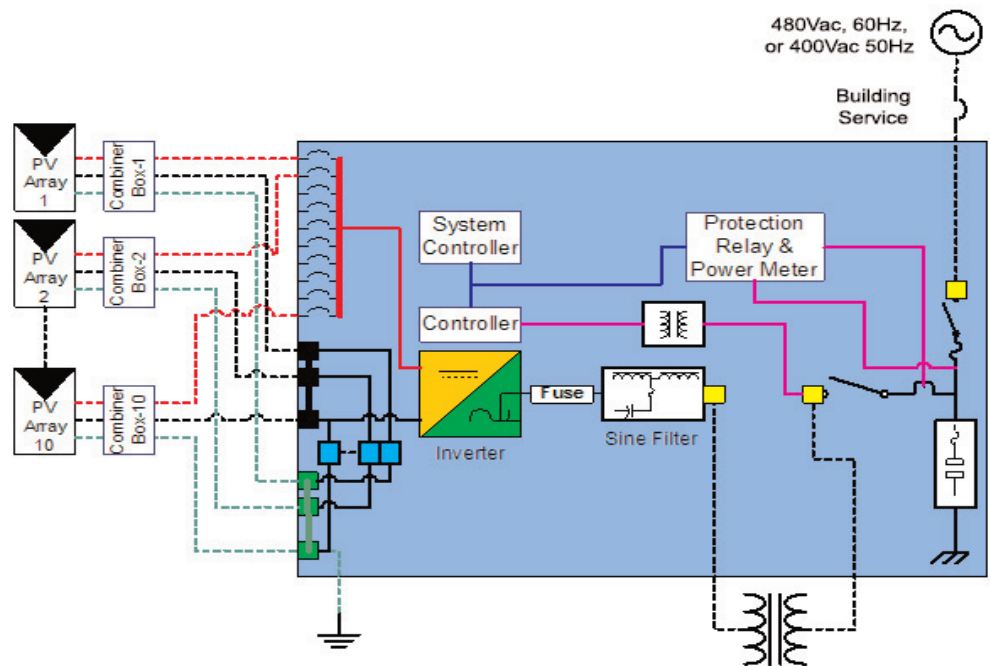 480Vac, 60Hz,
or 400Vac 50Hz
Building
Service
PV
Array
1
Combiner
Box-1
PV
Array
2
Combiner
Box-2
PV
Array
10
Combiner
Box-10
System
Controller
Controller
Protection
Relay &
Power Meter
Inverter
Fuse
Sine Filter